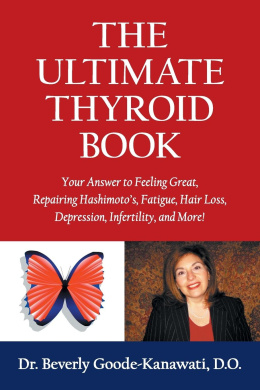 THE
ULTIMATE
THYROID
BOOK
Your Answer to Feeling Great,
Repairing Hashimoto's, Fatigue, Hair Loss,
Depression, Infertility, and More!
Dr. Beverly Goode-Kanawati, D.O.